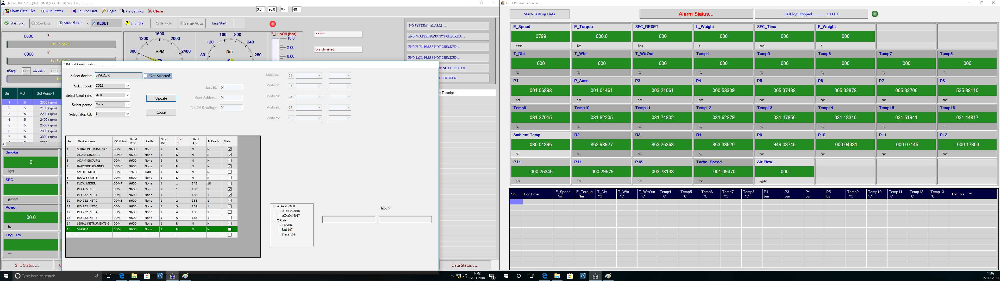 ENGINE DATA ACQUISITION && CONTROL SYSTEM . . . . . . . . .
Show Data Files Run Status On Line Data LogIn Pre-Settings Close 3.6 95.0 85 40
Start Eng Stop Eng Manual-OP RESET Eng_Idle Cycle_Hold Semi-Auto Eng-Start
0000 R
Set Point - 1 :
0000 %
nStep : nLogs : 000
800 1200 1600 2000 2400 RPM
80 120 160 200 240 280 Nm
P_LubOil (bar)
10.0
8.00
6.00
*****
prj_dynalec
NO SYSTEM - ALARM .....
ENG. WATER PRESS NOT CHECKED.....
ENG.FUEL PRESS NOT CHECKED.....
ENG. LOIL PRESS NOT CHECKED......
MP NOT CHECKED....
T CHECKED.....
nt Discription
Sn MD Set Point -1
1 5 2000 ( rpm)
2 5 2100 ( rpm)
3 5 2200 ( rpm)
4 5 2400 ( rpm)
5 5 2500 ( rpm)
6 5 2800 ( rpm)
7 5 3000 ( rpm)
Smoke
0
FSN
SFC
g/kw.hr
Power
00.0
hp
Log_Tm
***
SFC Status .....
Data Status .......
COM port Configuration . . . . . . . . . . . .
Select device: SPARE-1 Not Selected
Select port: COM
Select baud rate: 9600
Select parity: None
Select stop bit: 1
Update
Close
Inst Id: N
Start Address: N
No Of Readings: N
Module1: 01
Module2: 02
Module3: 03
Module4: 04
Module5: 05
Sn Device Name COMPort Baud Rate Parity Stop Bit Inst Id Start Add N Reads State
1 SERIAL INSTRUMRNT-1 COM 9600 None 1 N N N
2 ADAM GROUP-1 COM8 9600 None 1 N N N
3 ADAM GROUP-2 COM 9600 None 1 N N N
4 BARCODE SCANNER COM8 9600 None 1 N N N
5 SMOKE METER COM8 19200 Odd 1 N N N
6 BLOWBY METER COM 9600 None 1 N N N
7 FLOW METER COM7 9600 None 1 1 246 10
8 PID 485 INST COM 9600 None 1 1 138 1
9 PID 232 INST-1 COM 9600 None 1 1 138 1
10 PID 232 INST-2 COM8 9600 None 1 2 138 1
11 PID 232 INST-3 COM 9600 None 1 3 138 1
12 PID 232 INST-4 COM 9600 None 1 4 138 1
13 PID 232 INST-5 COM 9600 None 1 5 138 1
14 SERIAL INSTRUMENTS-2 COM 9600 None 1 N N N
15 SPARE-1 COM 9600 None 1 N N N
ADAM-6000
ADAM-6018
ADAM-6017
Q-Gate
Thr-104
Rtd-107
Press-108
label9
Type here to search
14:02
22-11-2018
3
InPut Parameter Screen
Start-FastLog Data Alarm Status... Fast log Stopped..............100 Hz
E_Speed E_Torque SFC_RESET L_Weight SFC_Time F_Weight
0799 000.0 000 000 000 000
r/min Nm Unit g sec g
T_Dbt T_Wbt T_WtrOut Temp4 Temp5 Temp6 Temp7 Temp8
000 000 000 000 000 000 000 000
°C °C °C °C °C °C °C °C
P1 P_Atms P3 P4 P5 P6 P7 P8
001.06898 001.01461 003.21061 000.53309 005.37438 005.32878 005.32706 535.38110
bar bar bar bar bar bar bar bar
Temp9 Temp10 Temp11 Temp12 Temp13 Temp14 Temp15 Temp16
031.27015 031.82205 031.74802 031.62279 031.47856 031.18310 031.51941 031.44817
°C °C °C °C °C °C °C °C
Ambient Temp R2 R3 R4 P9 P10 P11 P12
030.01396 862.98927 863.26363 863.33520 949.43745 -000.04331 -000.07145 -000.17353
°C °C °C °C bar bar bar bar
P14 P14 P15 Turbo_Speed Air Flow
-000.25346 -000.29579 003.78138 -001.09470 000
bar bar bar rpm kg/hr
Sn LogTime E_Speed r/min E_Torque Nm T_Dbt °C T_Wbt °C T_WtrOut °C Temp4 °C Temp5 °C Temp6 °C Temp7 °C Temp8 °C P1 bar P3 bar P4 bar P5 bar Temp9 °C Temp10 °C Temp11 °C Temp12 °C Temp13 °C Tol_Hrs ***
14:02
22-11-2018